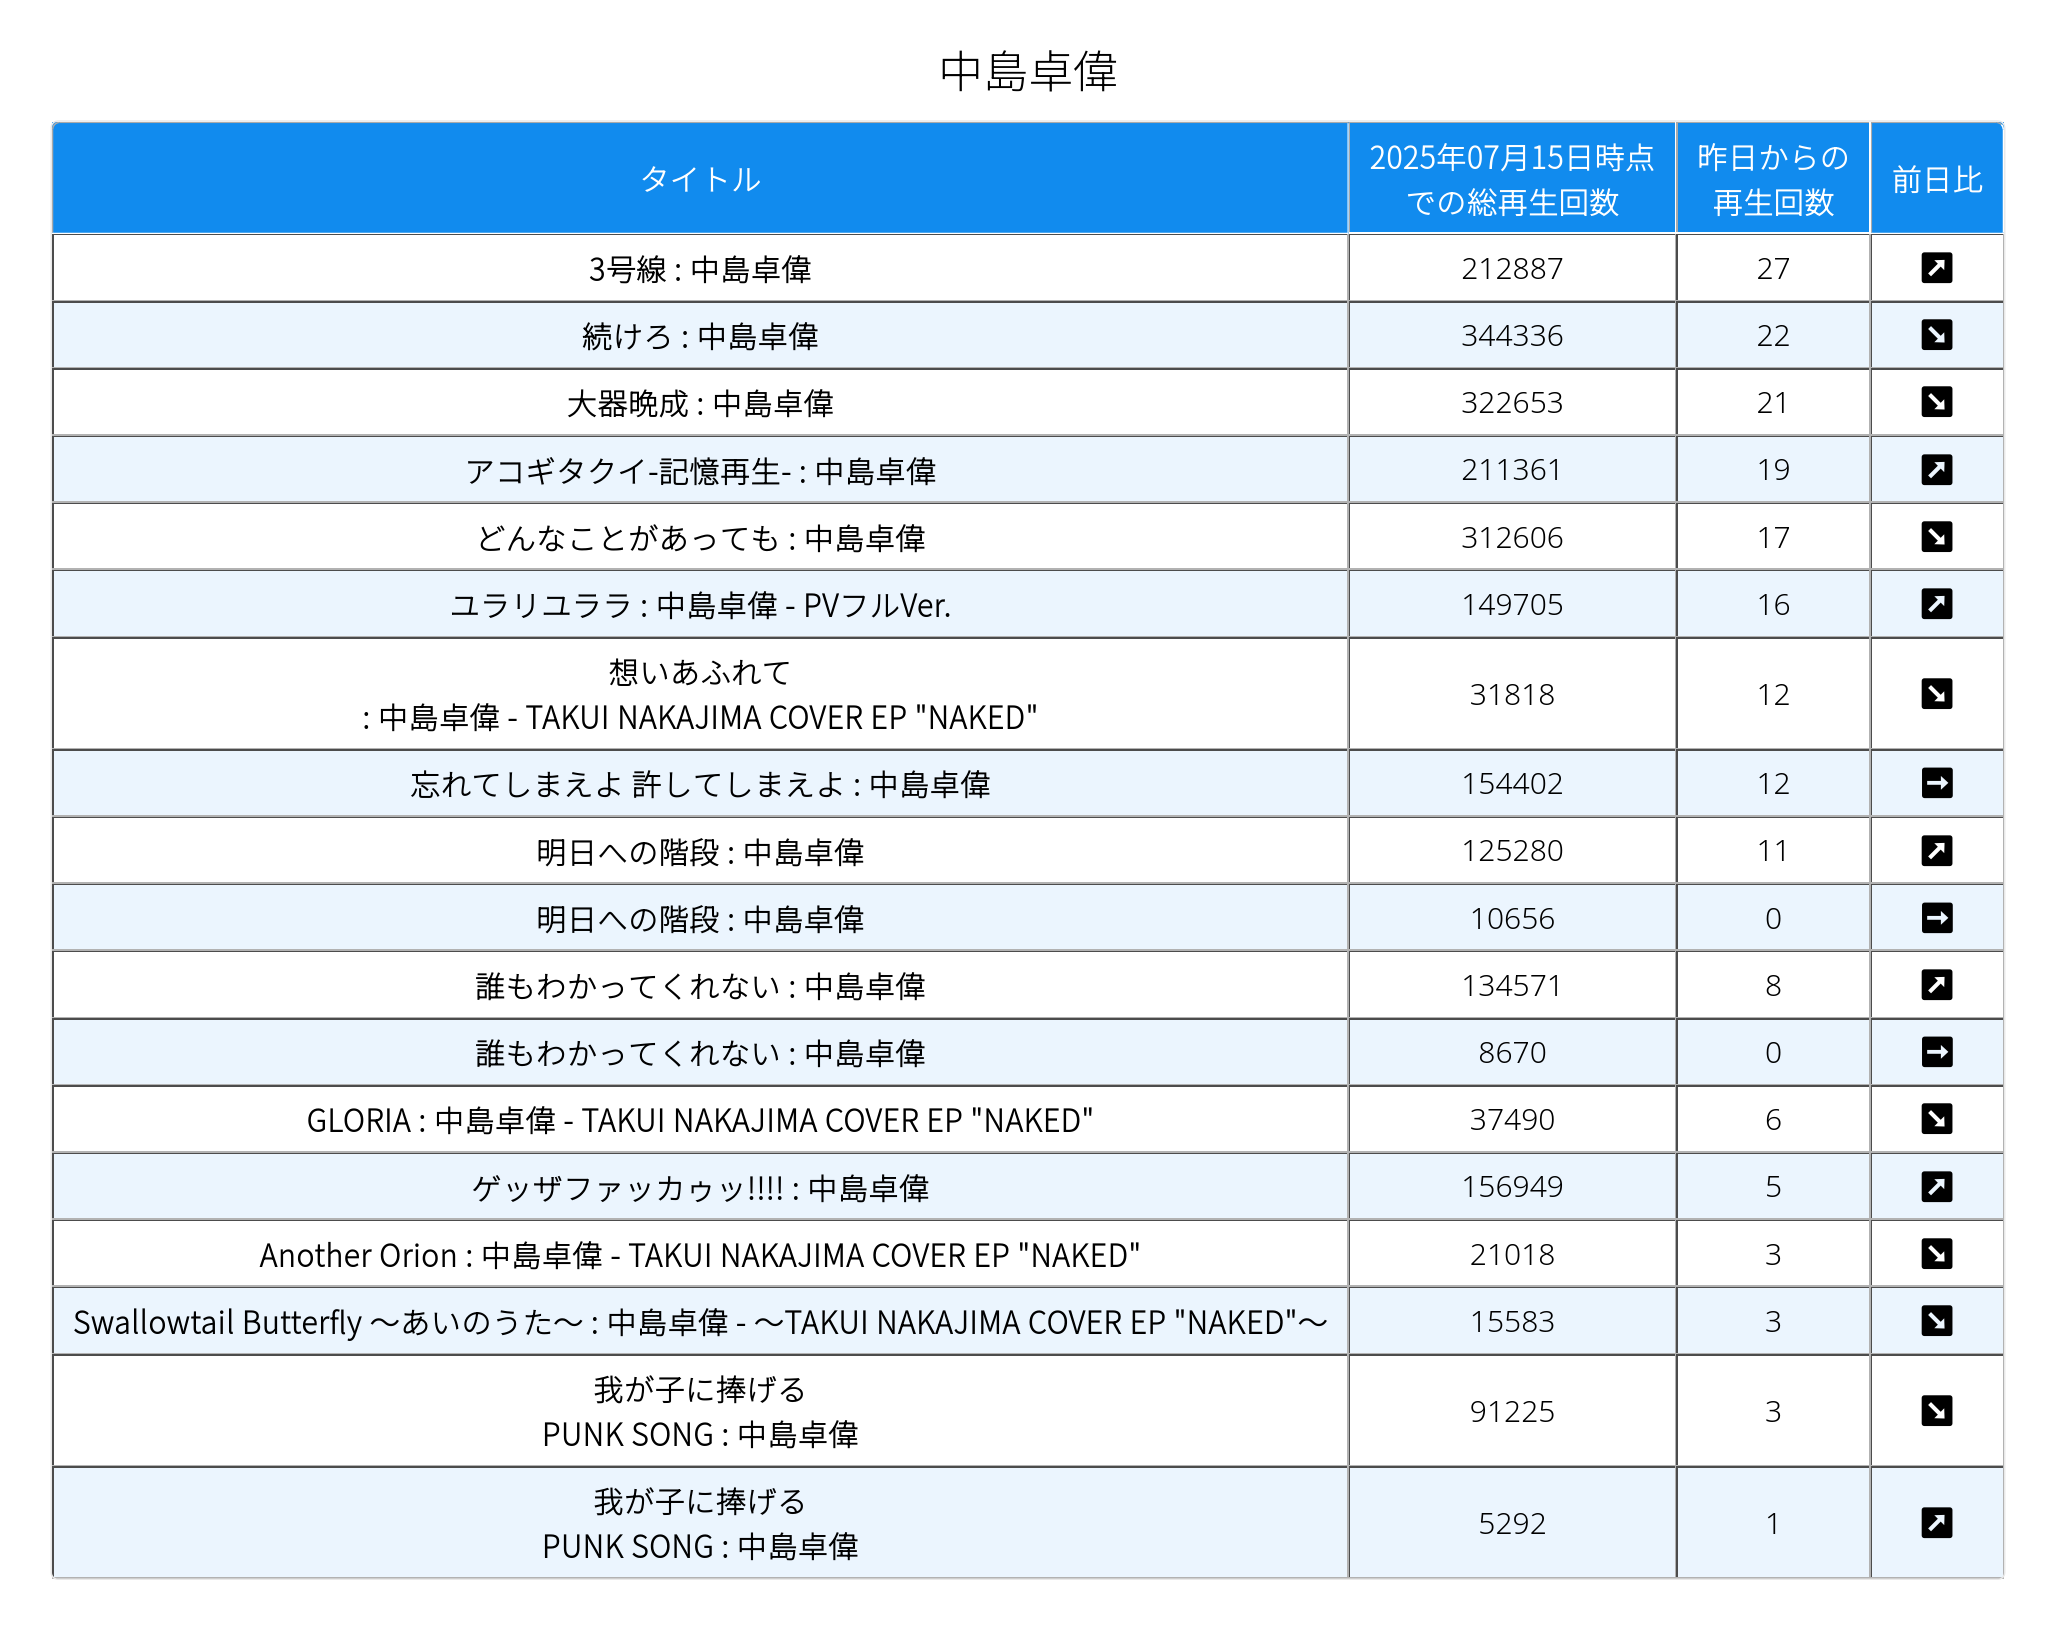 中島卓偉
タイトル
2025年07月15日時点
での総再生回数
昨日からの
再生回数
前日比
3号線 : 中島卓偉 212887 27 ↗
続けろ : 中島卓偉 344336 22 ↘
大器晩成 : 中島卓偉 322653 21 ↘
アコギタクイ-記憶再生- : 中島卓偉 211361 19 ↗
どんなことがあっても : 中島卓偉 312606 17 ↘
ユラリユララ : 中島卓偉 - PVフルVer. 149705 16 ↗
想いあふれて
: 中島卓偉 - TAKUI NAKAJIMA COVER EP "NAKED" 31818 12 ↘
忘れてしまえよ 許してしまえよ : 中島卓偉 154402 12 →
明日への階段 : 中島卓偉 125280 11 ↗
明日への階段 : 中島卓偉 10656 0 →
誰もわかってくれない : 中島卓偉 134571 8 ↗
誰もわかってくれない : 中島卓偉 8670 0 →
GLORIA : 中島卓偉 - TAKUI NAKAJIMA COVER EP "NAKED" 37490 6 ↘
ゲッザファッカゥッ!!!! : 中島卓偉 156949 5 ↗
Another Orion : 中島卓偉 - TAKUI NAKAJIMA COVER EP "NAKED" 21018 3 ↘
Swallowtail Butterfly 〜あいのうた〜 : 中島卓偉 - 〜TAKUI NAKAJIMA COVER EP "NAKED"〜 15583 3 ↘
我が子に捧げる
PUNK SONG : 中島卓偉 91225 3 ↘
我が子に捧げる
PUNK SONG : 中島卓偉 5292 1 ↗